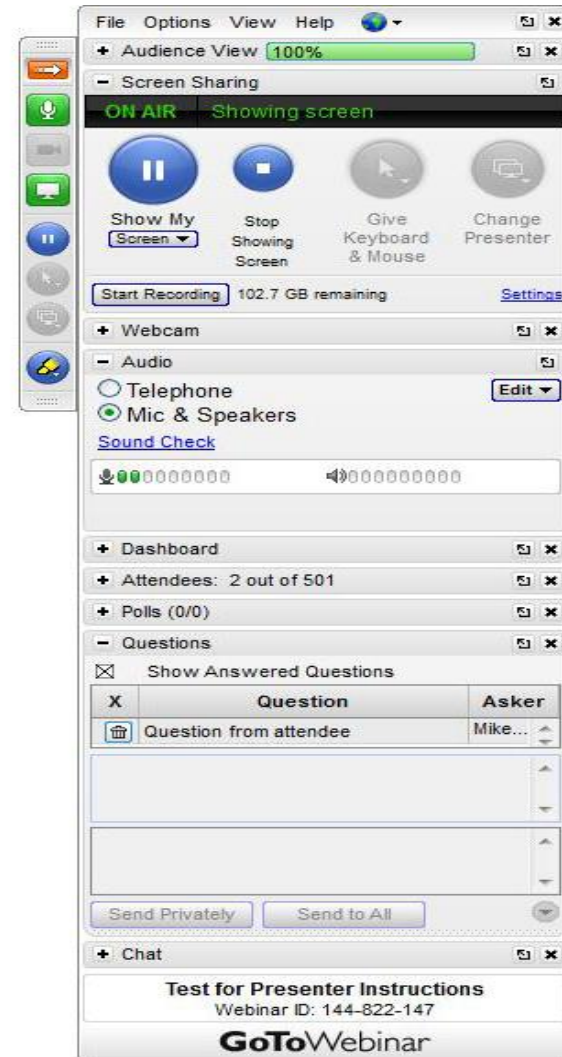 File Options View Help
Audience View 100%
Screen Sharing
ON AIR Showing screen
Show My Screen
Stop Showing Screen
Give Keyboard & Mouse
Change Presenter
Start Recording 102.7 GB remaining Settings
Webcam
Audio
Telephone Edit
Mic & Speakers
Sound Check
Dashboard
Attendees: 2 out of 501
Polls (0/0)
Questions
Show Answered Questions
X Question Asker
Question from attendee Mike...
Send Privately Send to All
Chat
Test for Presenter Instructions
Webinar ID: 144-822-147
GoToWebinar